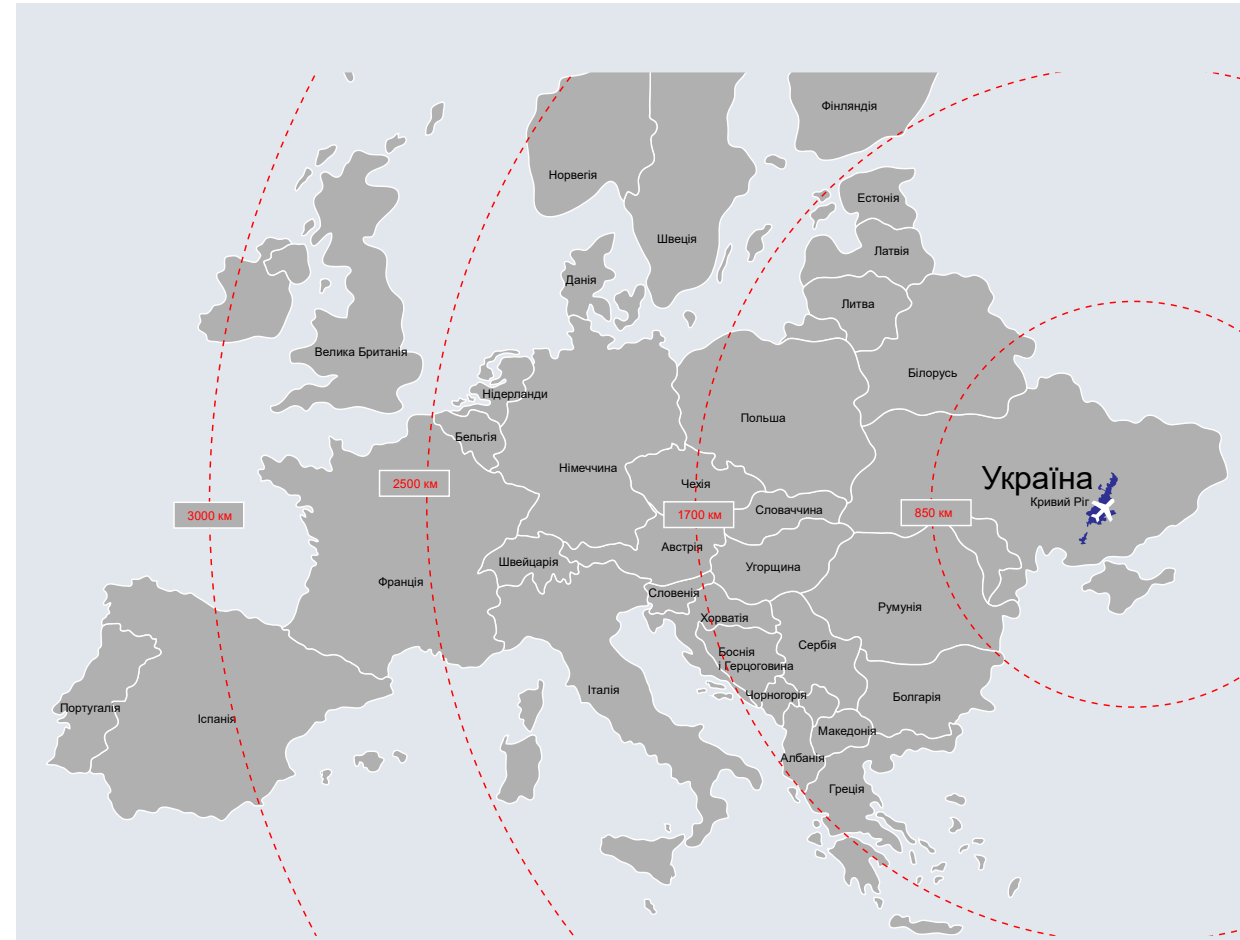 Фінляндія
Норвегія
Естонія
Швеція
Латвія
Данія
Литва
Велика Британія
Білорусь
Нідерланди
Польша
Бельгія
Німеччина
Україна
Чехія
2500 км
Кривий Ріг
Словаччина
850 км
3000 км
1700 км
Австрія
Швейцарія
Угорщина
Франція
Словенія
Румунія
Хорватія
Сербія
Боснія
і Герцоговина
Італія
Чорногорія
Болгарія
Португалія
Іспанія
Македонія
Албанія
Греція